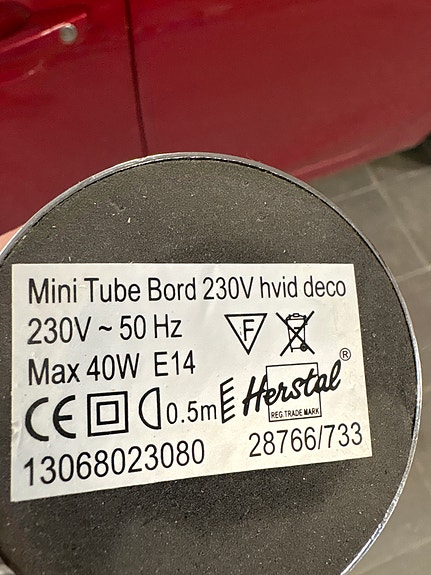 Mini Tube Bord 230V hvid deco
230V ~ 50 Hz
F
Max 40W E14
CE 0.5m Herstal ®
REG.TRADE MARK
13068023080 28766/733